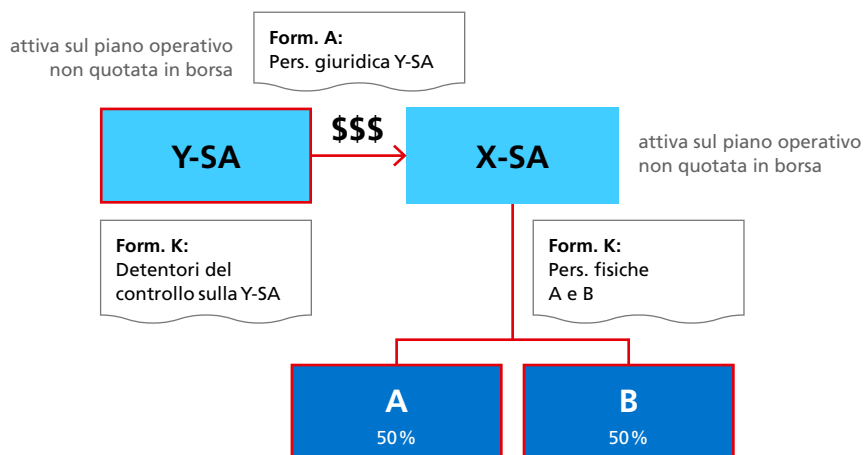 attiva sul piano operativo
non quotata in borsa
Form. A:
Pers. giuridica Y-SA
Y-SA
$$$
X-SA
attiva sul piano operativo
non quotata in borsa
Form. K:
Detentori del
controllo sulla Y-SA
Form. K:
Pers. fisiche
A e B
A
50%
B
50%